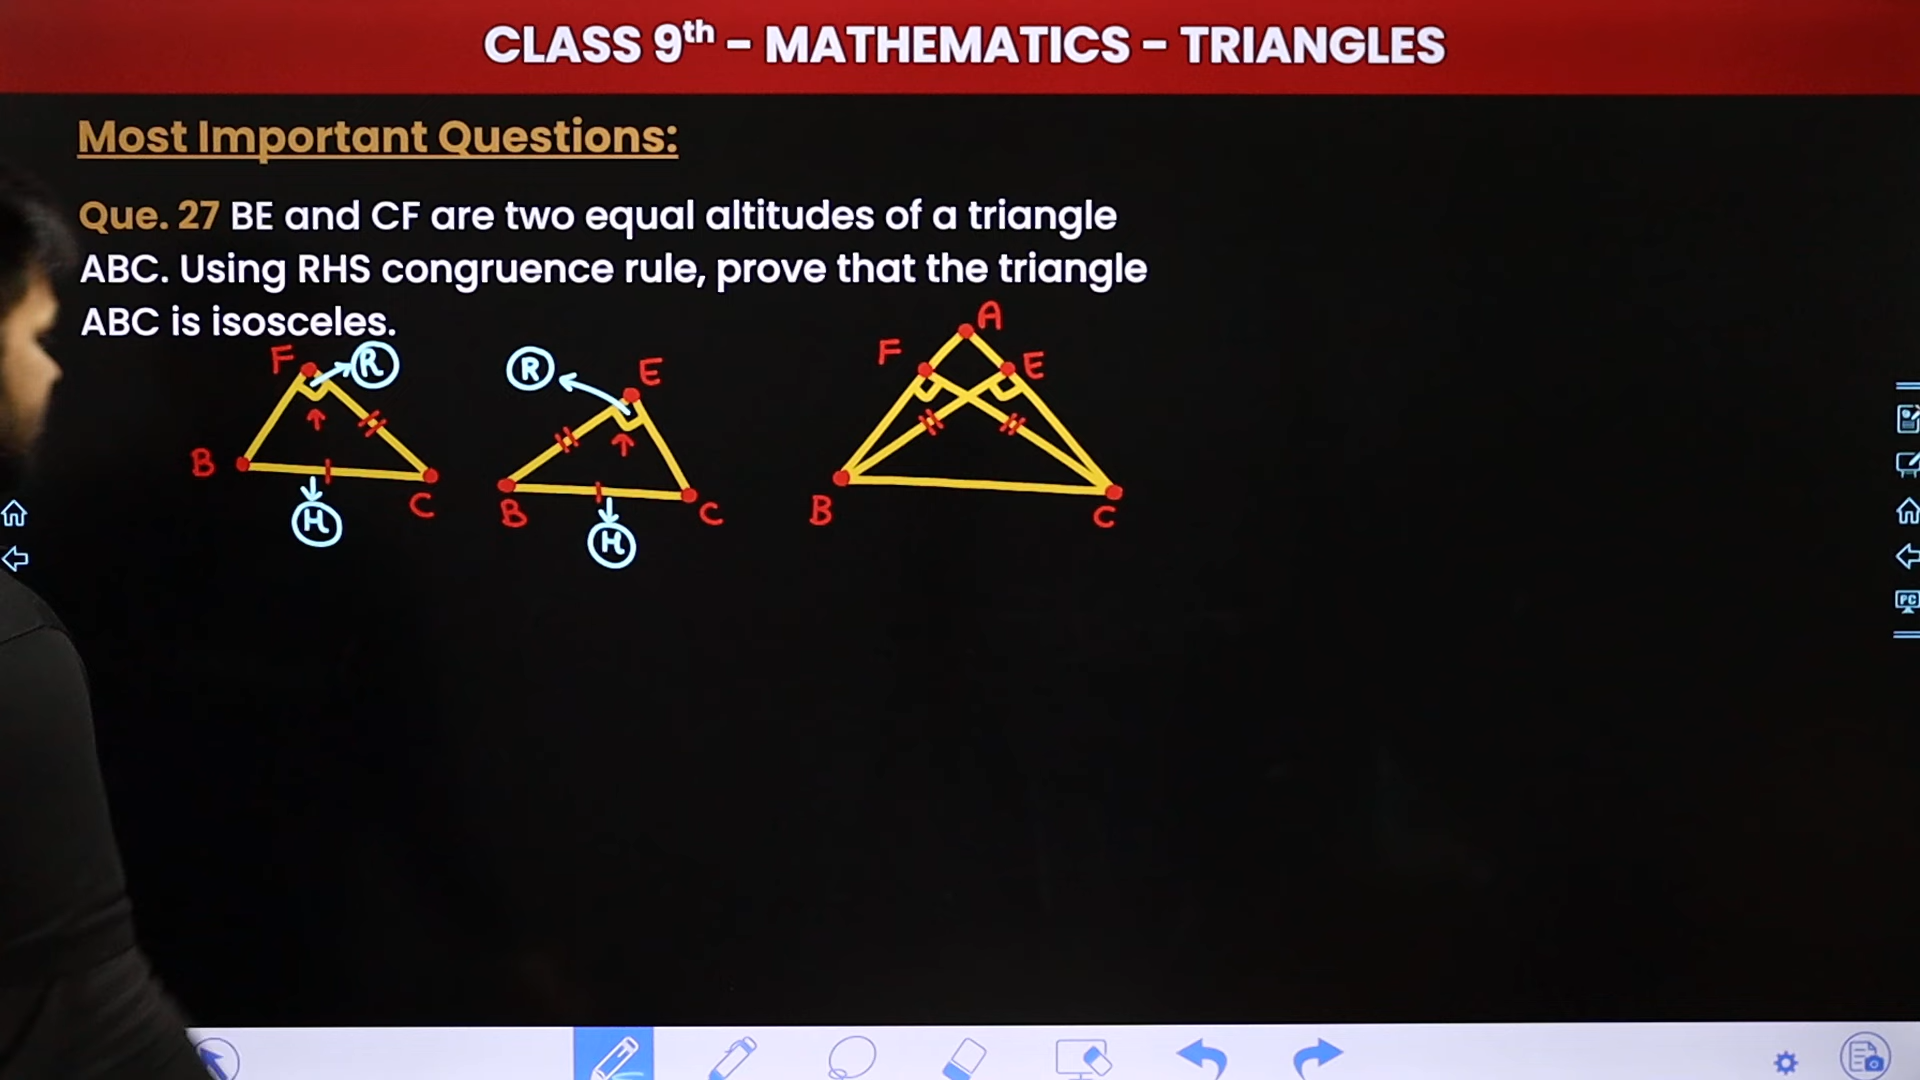 CLASS 9th - MATHEMATICS - TRIANGLES
Most Important Questions:
Que. 27 BE and CF are two equal altitudes of a triangle
ABC. Using RHS congruence rule, prove that the triangle
ABC is isosceles.
F R
B C
H
R E
B C
H
A
F E
B C
PC